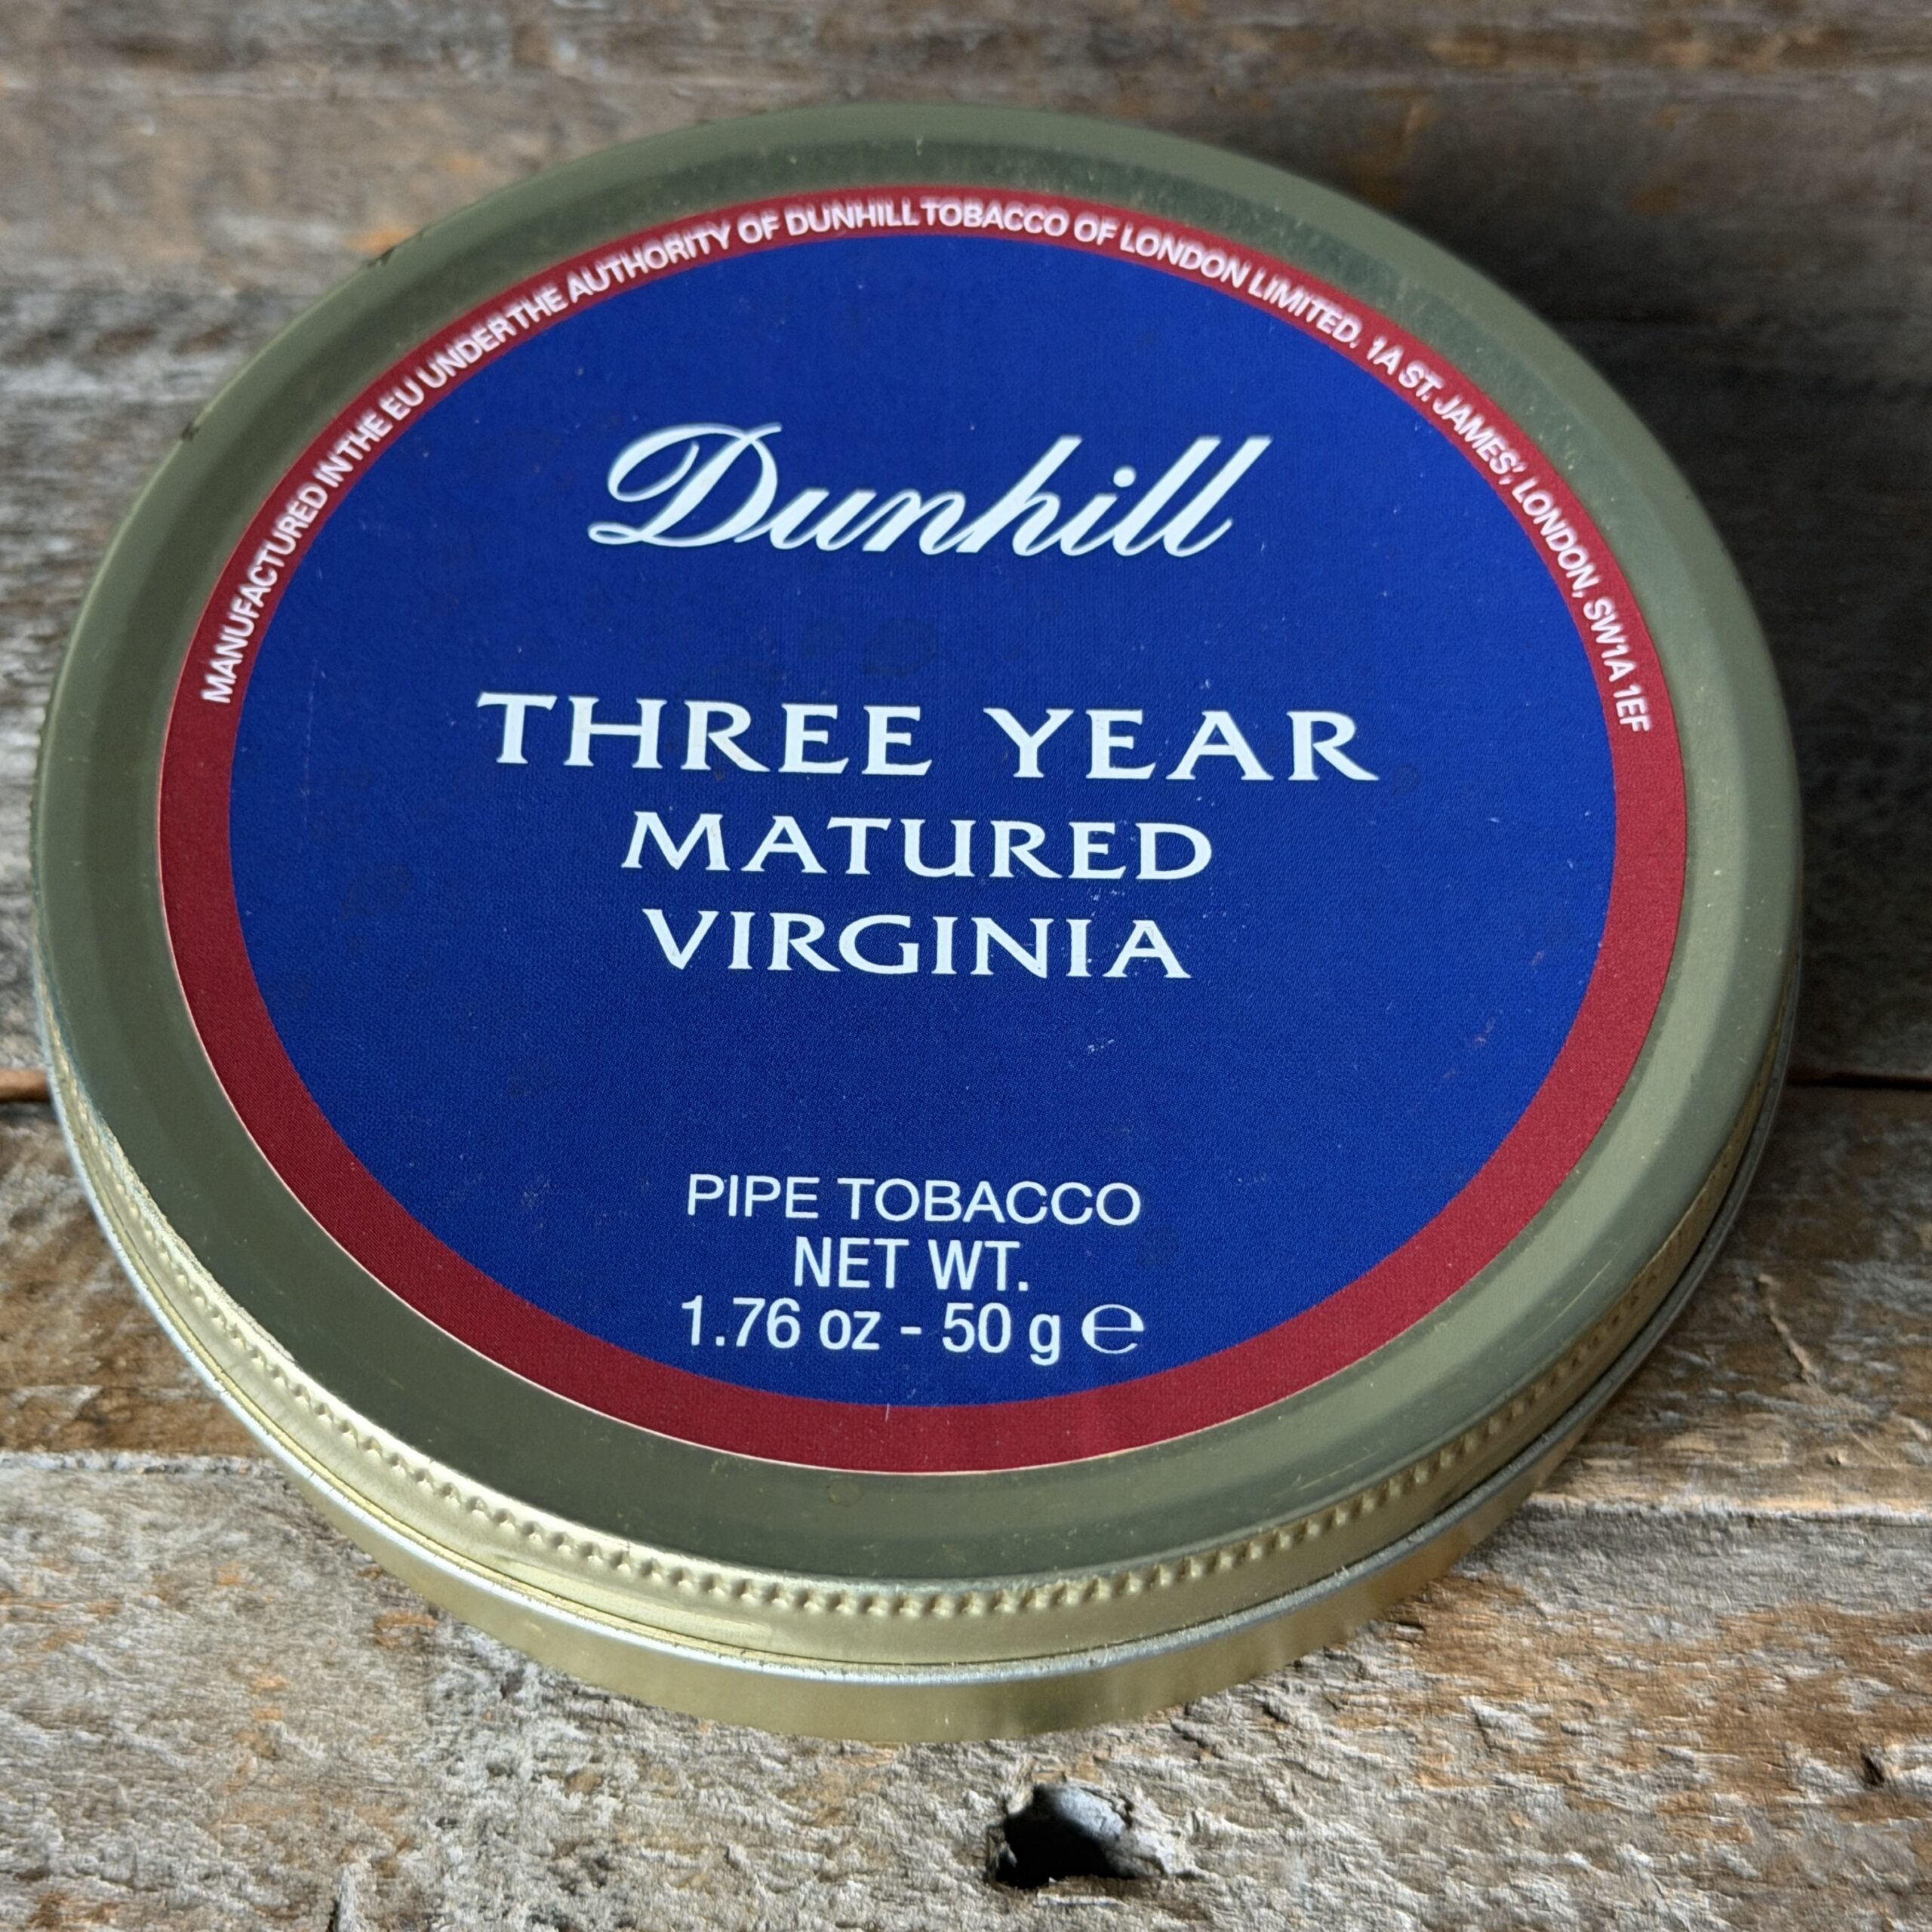 MANUFACTURED IN THE EU UNDER THE AUTHORITY OF DUNHILL TOBACCO OF LONDON LIMITED. 1A ST. JAMES', LONDON, SW1A 1EF
Dunhill
THREE YEAR
MATURED
VIRGINIA
PIPE TOBACCO
NET WT.
1.76 oz - 50 g ℮